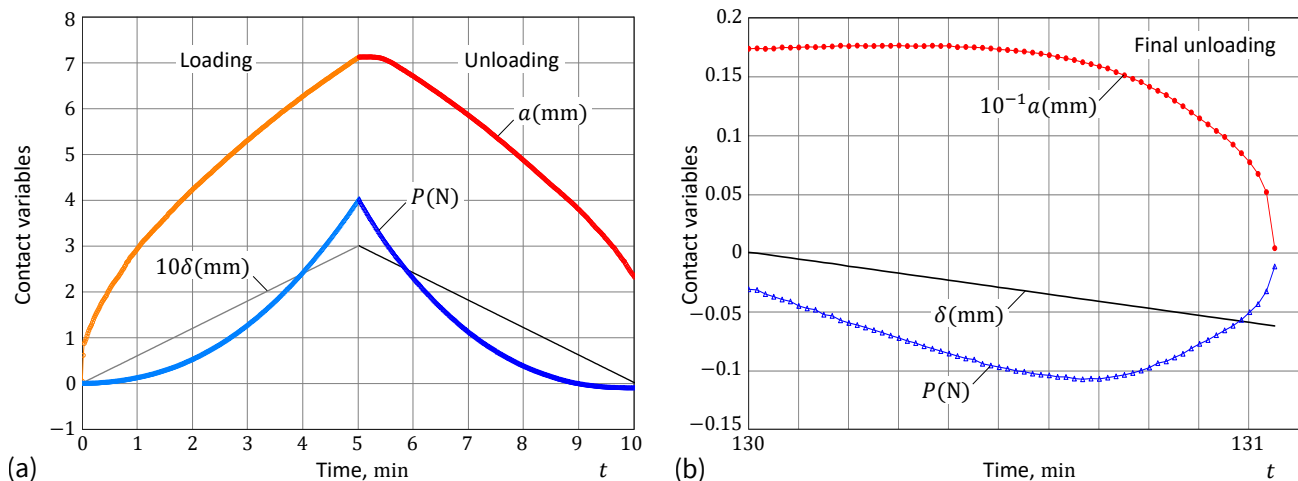 8
7
6
5
4
3
2
1
0
−1
Contact variables
Loading
Unloading
a(mm)
P(N)
10δ(mm)
0 1 2 3 4 5 6 7 8 9 10
(a)
Time, min
t
0.2
0.15
0.1
0.05
0
−0.05
−0.1
−0.15
Contact variables
Final unloading
10⁻¹a(mm)
δ(mm)
P(N)
130 131
(b)
Time, min
t